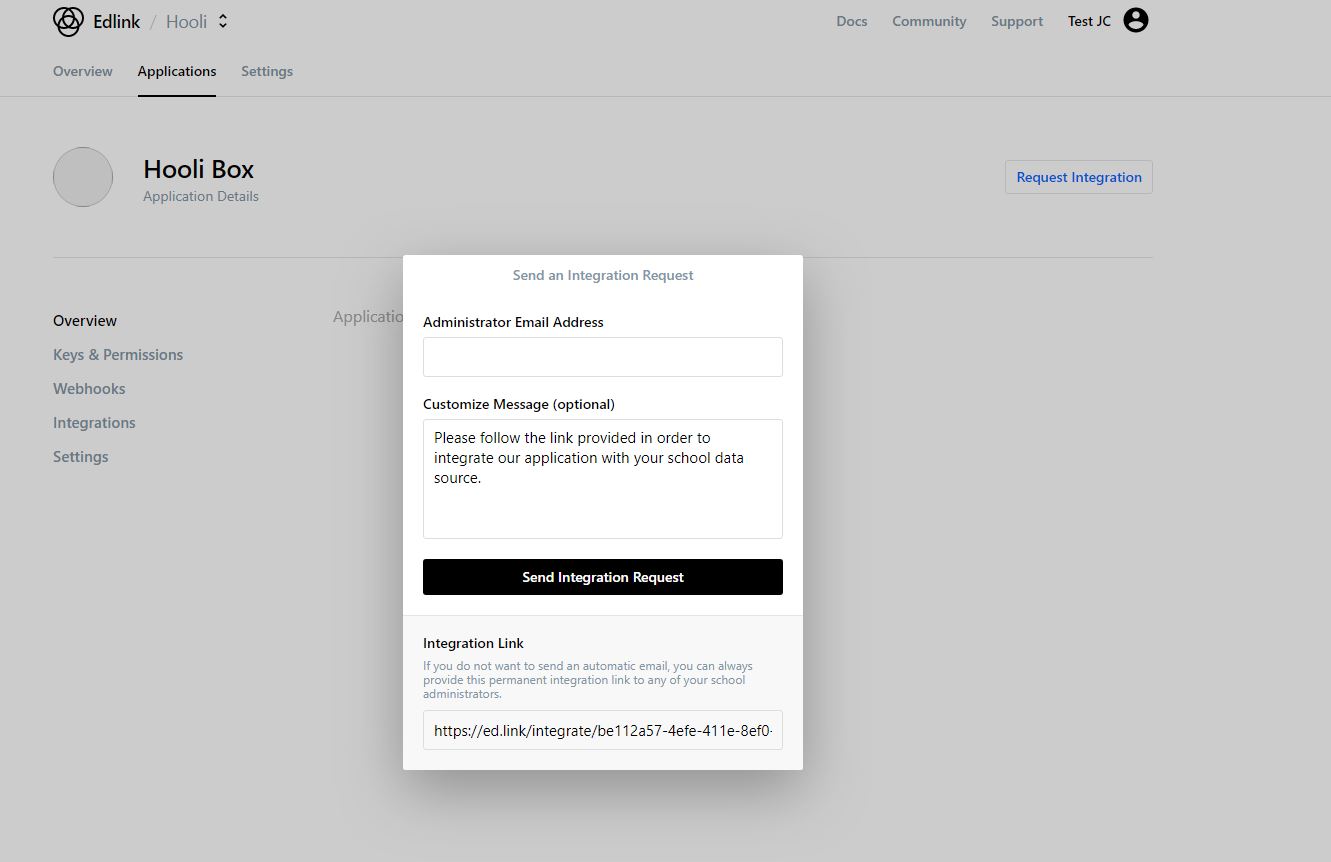 Edlink / Hooli
Docs Community Support Test JC
Overview Applications Settings
Hooli Box
Application Details
Request Integration
Send an Integration Request
Administrator Email Address
Customize Message (optional)
Please follow the link provided in order to
integrate our application with your school data
source.
Send Integration Request
Integration Link
If you do not want to send an automatic email, you can always
provide this permanent integration link to any of your school
administrators.
https://ed.link/integrate/be112a57-4efe-411e-8ef0-
Overview
Keys & Permissions
Webhooks
Integrations
Settings
Applicatio